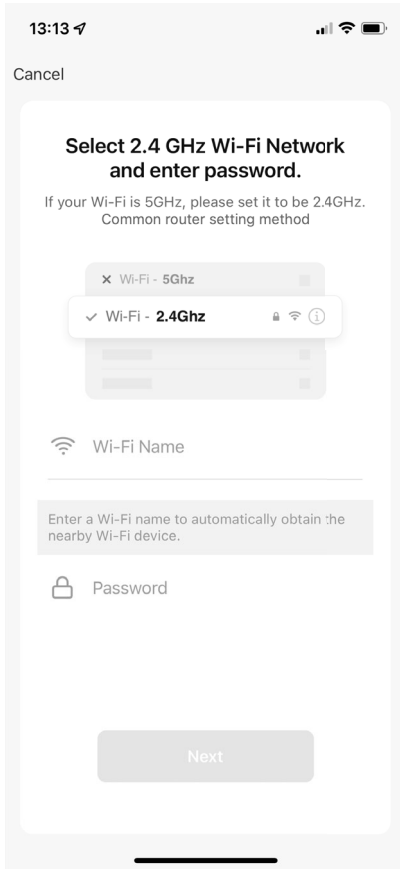 13:13
Cancel
Select 2.4 GHz Wi-Fi Network
and enter password.
If your Wi-Fi is 5GHz, please set it to be 2.4GHz.
Common router setting method
Wi-Fi - 5Ghz
Wi-Fi - 2.4Ghz
Wi-Fi Name
Enter a Wi-Fi name to automatically obtain the
nearby Wi-Fi device.
Password
Next